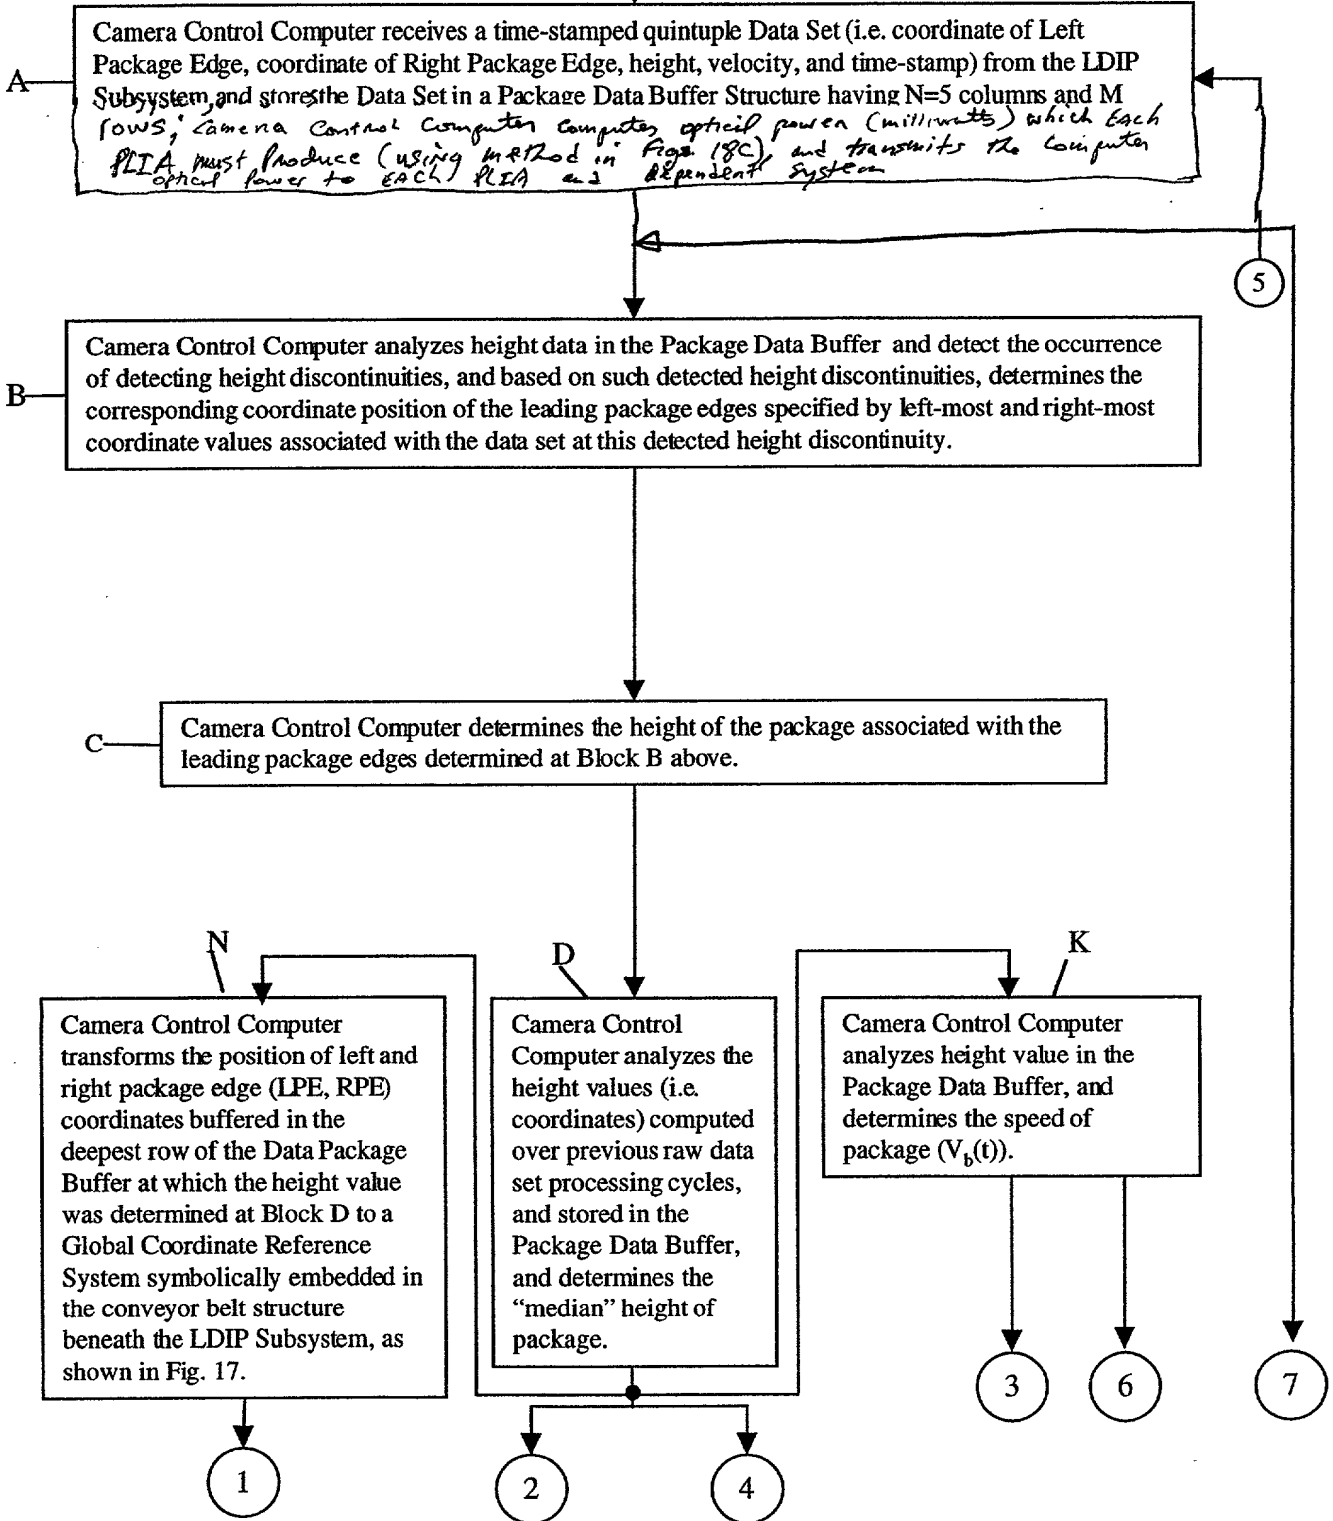 Camera Control Computer receives a time-stamped quintuple Data Set (i.e. coordinate of Left
Package Edge, coordinate of Right Package Edge, height, velocity, and time-stamp) from the LDIP
Subsystem, and stores the Data Set in a Package Data Buffer Structure having N=5 columns and M
rows; Camera Control Computer computes optical power (milliwatts) which Each
PLIA must Produce (using method in Figs. 18C), and transmits the computer
optical Power to EACH PLIA and dependent system
A
5
Camera Control Computer analyzes height data in the Package Data Buffer and detect the occurrence
of detecting height discontinuities, and based on such detected height discontinuities, determines the
corresponding coordinate position of the leading package edges specified by left-most and right-most
coordinate values associated with the data set at this detected height discontinuity.
B
Camera Control Computer determines the height of the package associated with the
leading package edges determined at Block B above.
C
N
Camera Control Computer
transforms the position of left and
right package edge (LPE, RPE)
coordinates buffered in the
deepest row of the Data Package
Buffer at which the height value
was determined at Block D to a
Global Coordinate Reference
System symbolically embedded in
the conveyor belt structure
beneath the LDIP Subsystem, as
shown in Fig. 17.
D
Camera Control
Computer analyzes the
height values (i.e.
coordinates) computed
over previous raw data
set processing cycles,
and stored in the
Package Data Buffer,
and determines the
“median” height of
package.
K
Camera Control Computer
analyzes height value in the
Package Data Buffer, and
determines the speed of
package (Vb(t)).
3
6
7
1
2
4